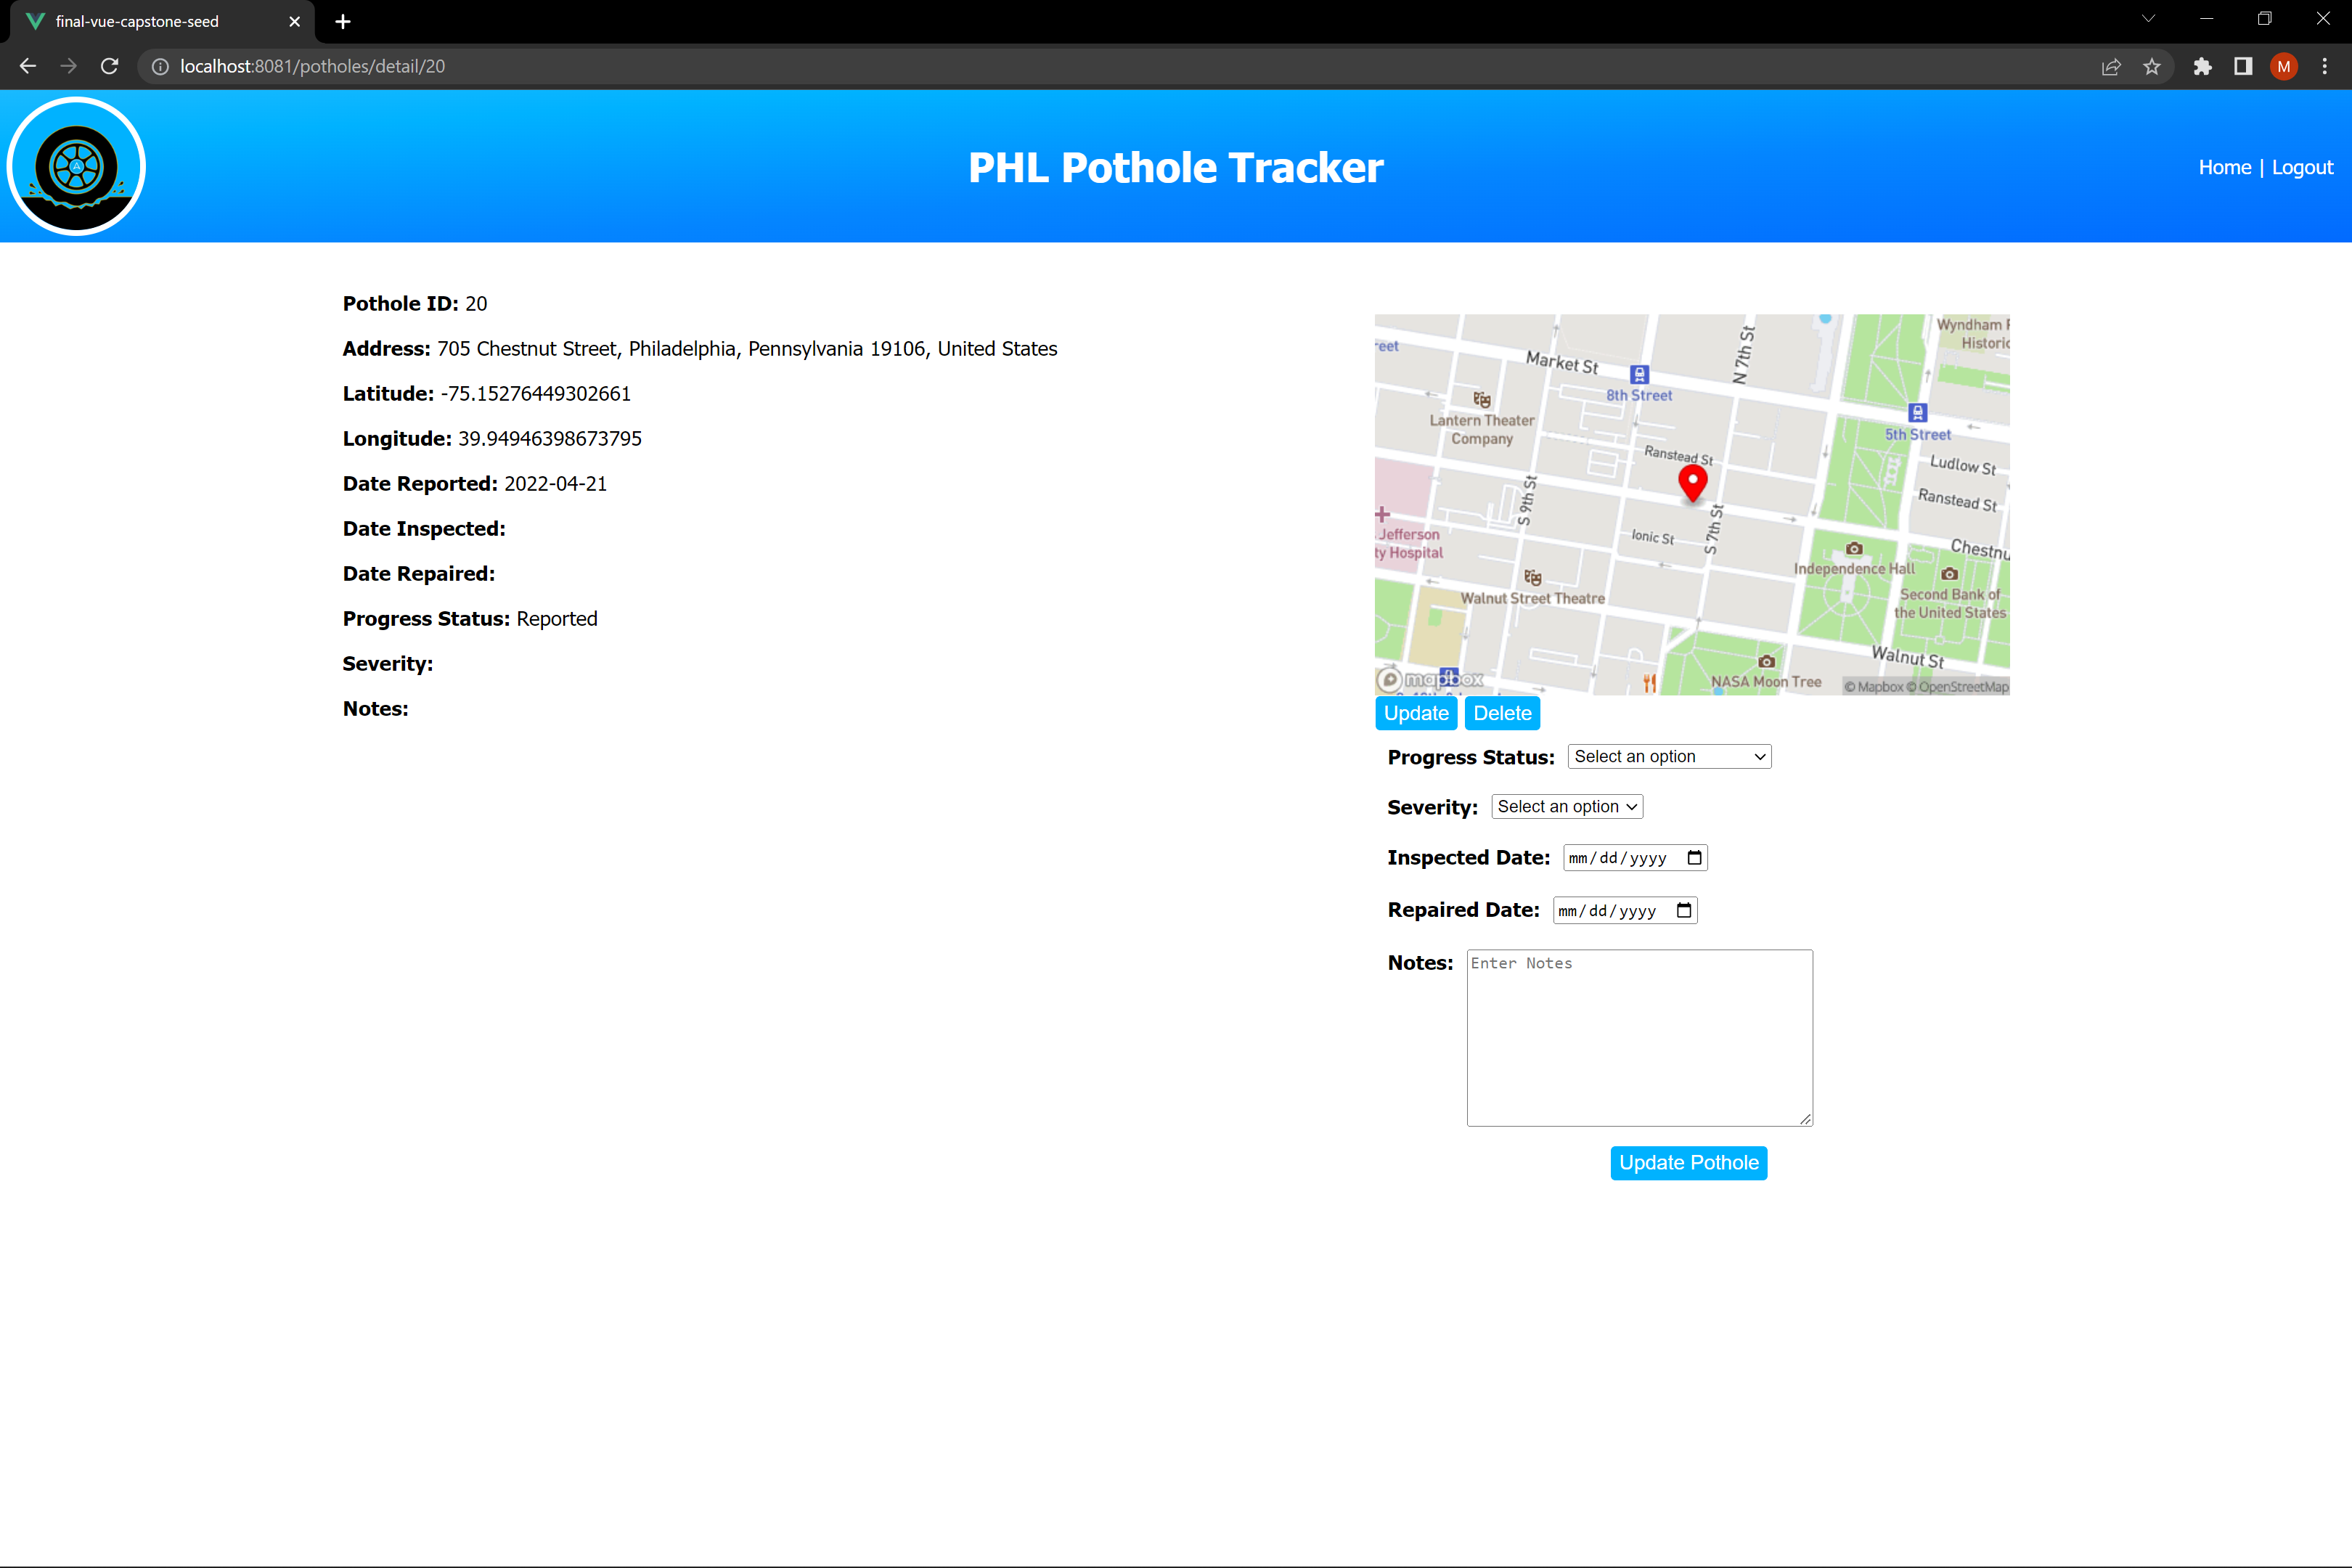 final-vue-capstone-seed
localhost:8081/potholes/detail/20
M
PHL Pothole Tracker
Home | Logout
Pothole ID: 20
Address: 705 Chestnut Street, Philadelphia, Pennsylvania 19106, United States
Latitude: -75.15276449302661
Longitude: 39.94946398673795
Date Reported: 2022-04-21
Date Inspected:
Date Repaired:
Progress Status: Reported
Severity:
Notes:
Wyndham
Historic
reet
Market St
N 7th St
8th Street
Lantern Theater
Company
5th Street
Ranstead St
Ludlow St
Ranstead St
S 9th St
Ionic St
S 7th St
Jefferson
ty Hospital
Chestnu
Independence Hall
Walnut Street Theatre
Second Bank of
the United States
Walnut St
NASA Moon Tree
mapbox
© Mapbox © OpenStreetMap
Update Delete
Progress Status: Select an option
Severity: Select an option
Inspected Date: mm/dd/yyyy
Repaired Date: mm/dd/yyyy
Notes: Enter Notes
Update Pothole